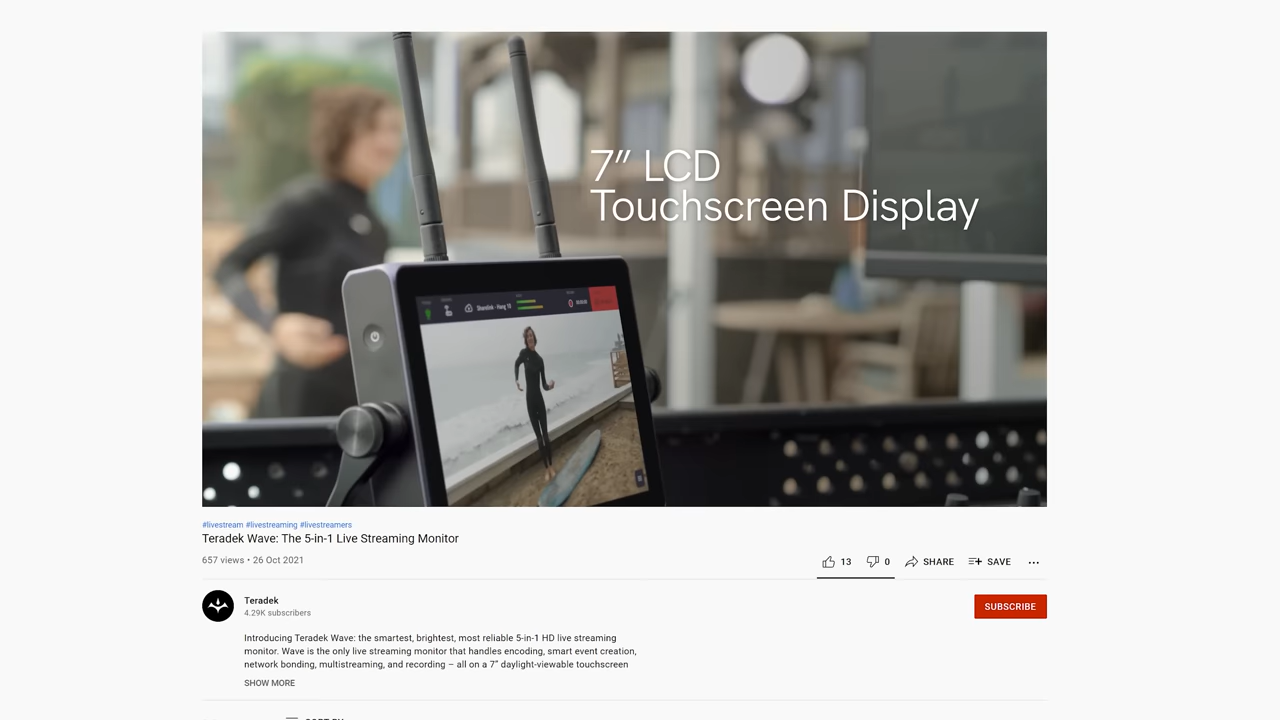 7” LCD
Touchscreen Display
#livestream #livestreaming #livestreamers
Teradek Wave: The 5-in-1 Live Streaming Monitor
657 views • 26 Oct 2021
13
0
SHARE
SAVE
Teradek
4.29K subscribers
SUBSCRIBE
Introducing Teradek Wave: the smartest, brightest, most reliable 5-in-1 HD live streaming
monitor. Wave is the only live streaming monitor that handles encoding, smart event creation,
network bonding, multistreaming, and recording – all on a 7” daylight-viewable touchscreen
SHOW MORE